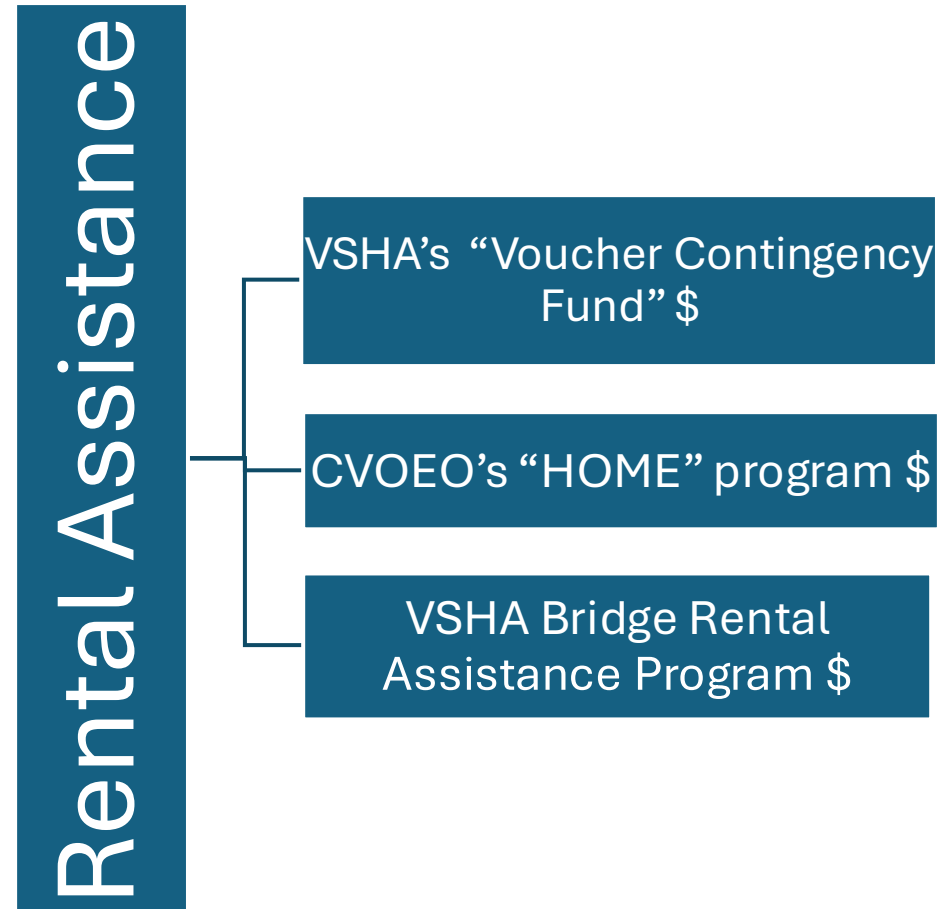 Rental Assistance
VSHA’s “Voucher Contingency
Fund” $
CVOEO’s “HOME” program $
VSHA Bridge Rental
Assistance Program $